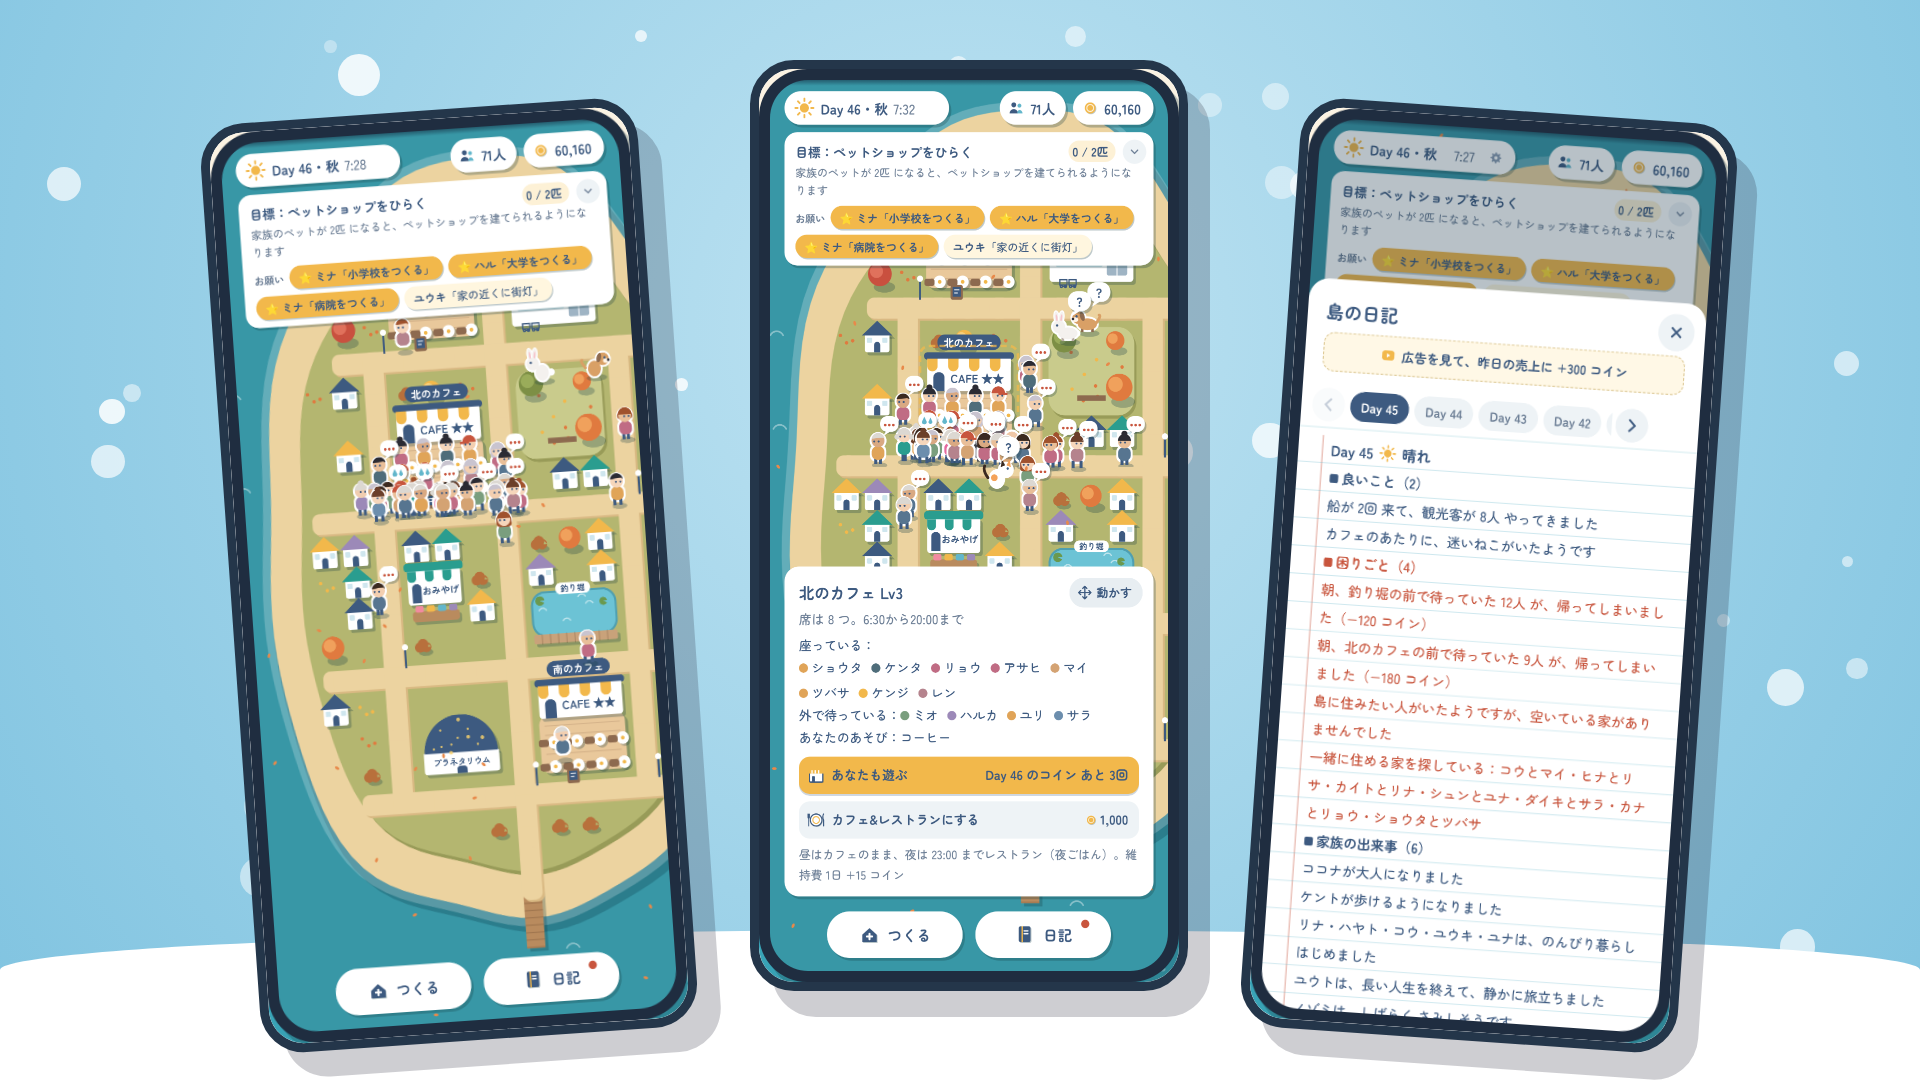 Day 46・秋 7:28
71人
60,160
目標：ペットショップをひらく
0 / 2匹
家族のペットが 2匹 になると、ペットショップを建てられるようにな
ります
お願い
ミナ「小学校をつくる」
ハル「大学をつくる」
ミナ「病院をつくる」
ユウキ「家の近くに街灯」
北のカフェ
CAFE ★★
おみやげ
釣り堀
南のカフェ
CAFE ★★
プラネタリウム
つくる
日記
Day 46・秋 7:32
71人
60,160
目標：ペットショップをひらく
0 / 2匹
家族のペットが 2匹 になると、ペットショップを建てられるようにな
ります
お願い
ミナ「小学校をつくる」
ハル「大学をつくる」
ミナ「病院をつくる」
ユウキ「家の近くに街灯」
?
?
北のカフェ
CAFE ★★
?
おみやげ
釣り堀
北のカフェ Lv3
動かす
席は 8 つ。6:30から20:00まで
座っている：
ショウタ ケンタ リョウ アサヒ マイ
ツバサ ケンジ レン
外で待っている： ミオ ハルカ ユリ サラ
あなたのあそび：コーヒー
あなたも遊ぶ
Day 46 のコイン あと 3回
カフェ&レストランにする
1,000
昼はカフェのまま、夜は 23:00 までレストラン（夜ごはん）。維
持費 1日 +15 コイン
つくる
日記
Day 46・秋 7:27
71人
60,160
目標：ペットショップをひらく
0 / 2匹
家族のペットが 2匹 になると、ペットショップを建てられるようにな
ります
お願い
ミナ「小学校をつくる」
ハル「大学をつくる」
島の日記
広告を見て、昨日の売上に +300 コイン
Day 45
Day 44
Day 43
Day 42
Day 45 晴れ
■良いこと（2）
船が 2回 来て、観光客が 8人 やってきました
カフェのあたりに、迷いねこがいたようです
■困りごと（4）
朝、釣り堀の前で待っていた 12人 が、帰ってしまいまし
た（−120 コイン）
朝、北のカフェの前で待っていた 9人 が、帰ってしまい
ました（−180 コイン）
島に住みたい人がいたようですが、空いている家があり
ませんでした
一緒に住める家を探している：コウとマイ・ヒナとリ
サ・カイトとリナ・シュンとユナ・ダイキとサラ・カナ
とリョウ・ショウタとツバサ
■家族の出来事（6）
ココナが大人になりました
ケントが歩けるようになりました
リナ・ハヤト・コウ・ユウキ・ユナは、のんびり暮らし
はじめました
ユウトは、長い人生を終えて、静かに旅立ちました
ノゾミは、しばらく さみしそうです